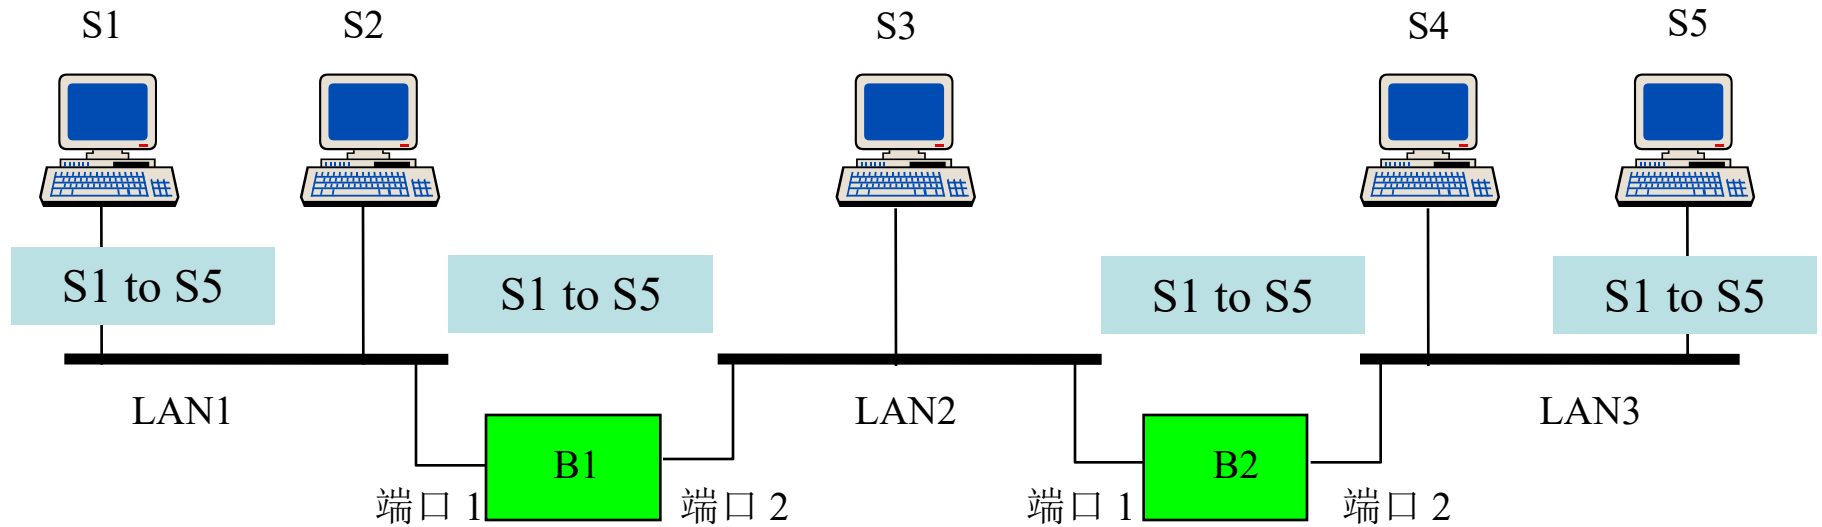 S1
S2
S3
S4
S5
S1 to S5
S1 to S5
S1 to S5
S1 to S5
LAN1
LAN2
LAN3
B1
B2
端口 1
端口 2
端口 1
端口 2